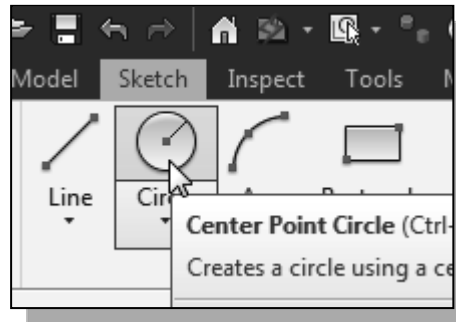 Model Sketch Inspect Tools
Line
Center Point Circle (Ctrl-
Creates a circle using a ce